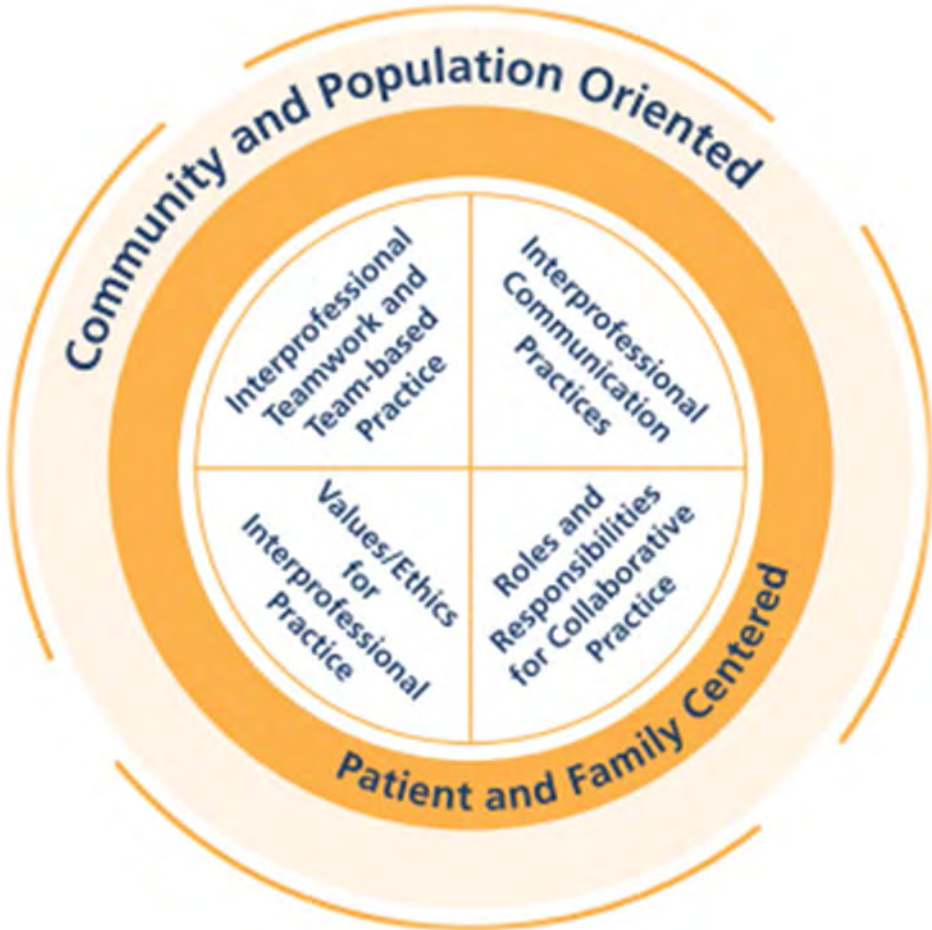 Community and Population Oriented
Interprofessional
Teamwork and
Team-based
Practice
Interprofessional
Communication
Practices
Values/Ethics
for
Interprofessional
Practice
Roles and
Responsibilities
for Collaborative
Practice
Patient and Family Centered